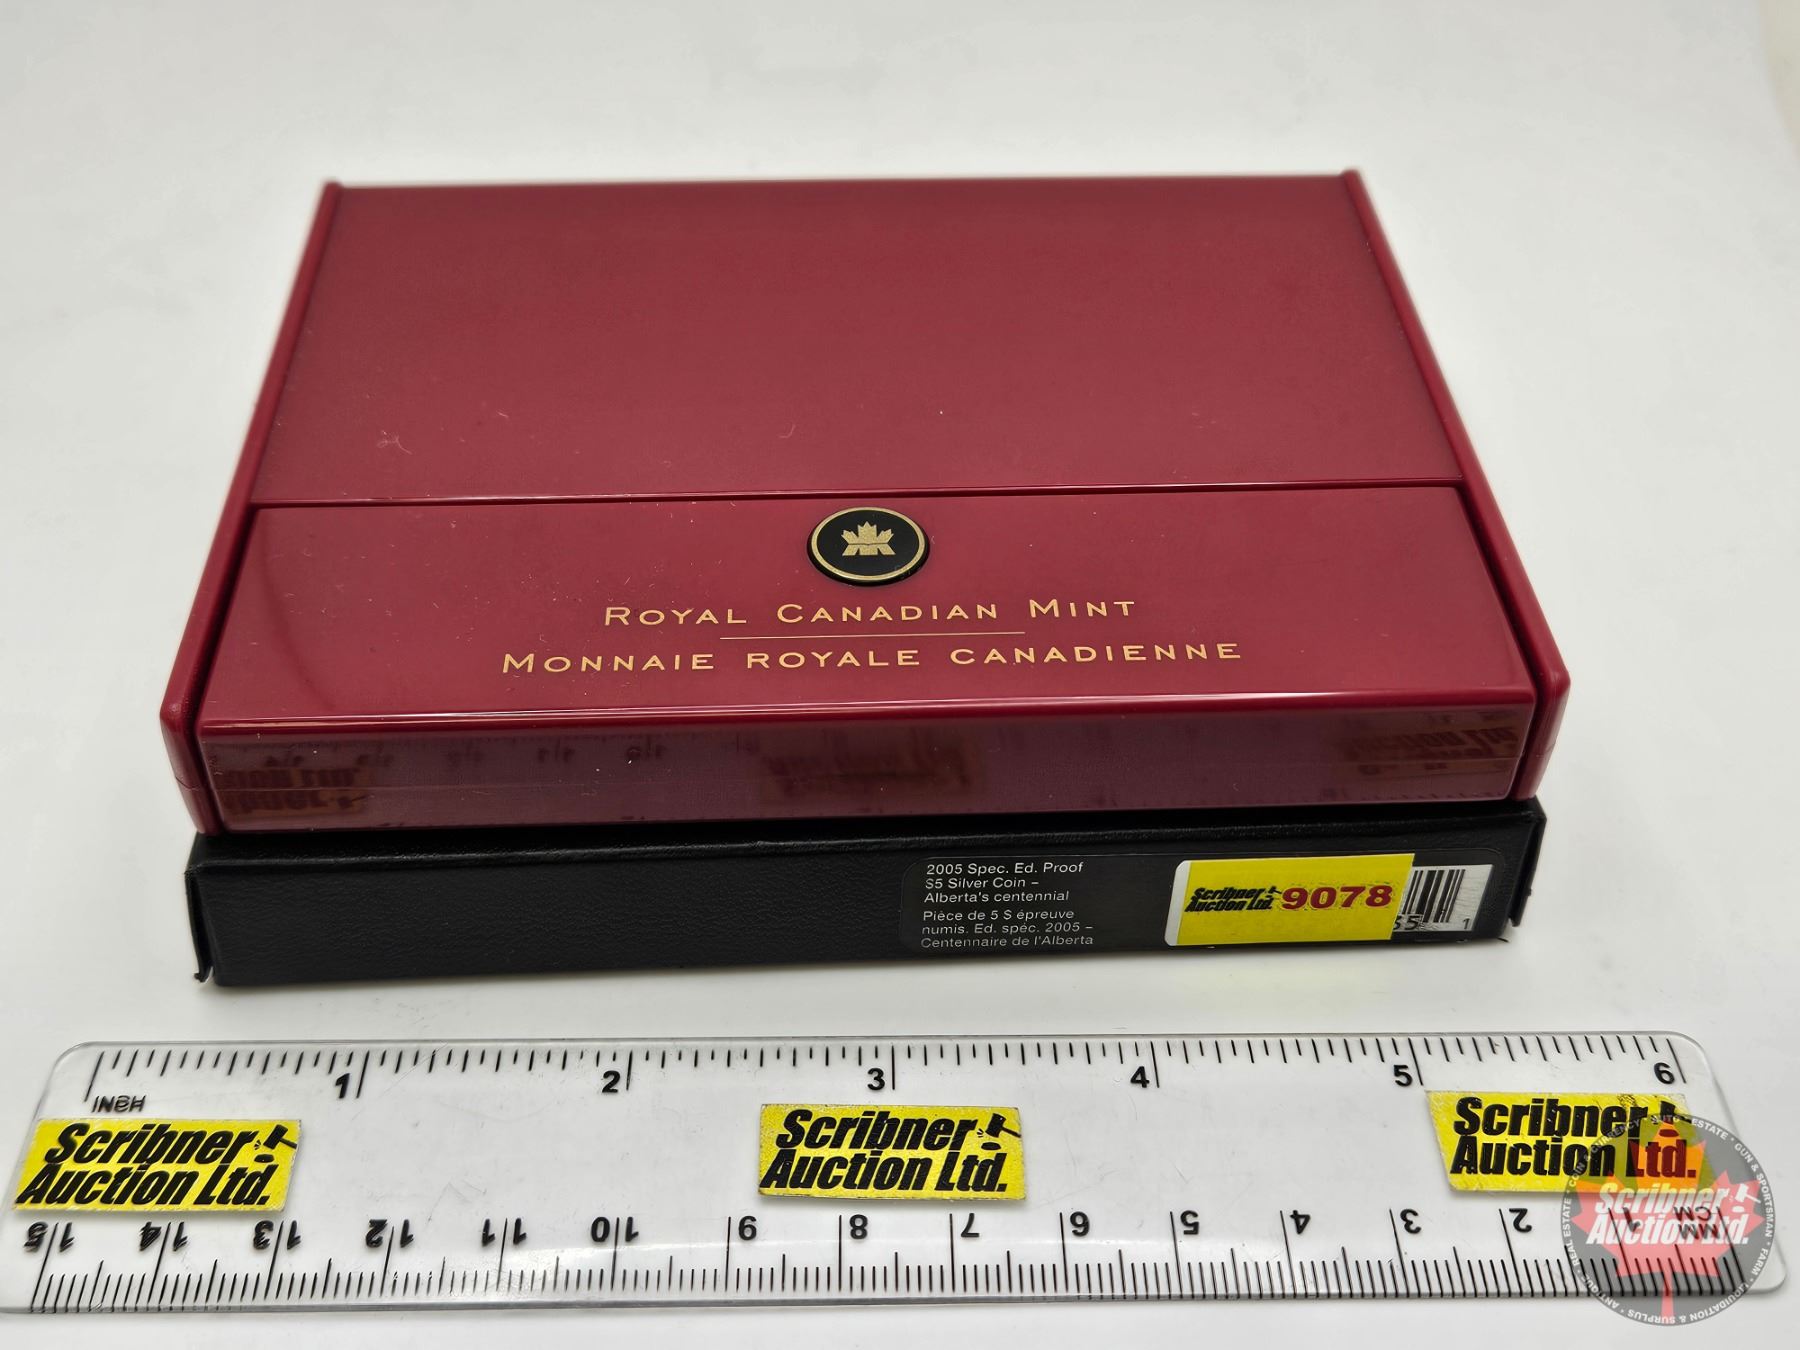 ROYAL CANADIAN MINT
MONNAIE ROYALE CANADIENNE
2005 Spec. Ed. Proof
$5 Silver Coin –
Alberta's centennial
Pièce de 5 $ épreuve
numis. Ed. spéc. 2005 –
Centennaire de l'Alberta
Scribner
Auction Ltd.
9078
1
1 2 3 4 5 6
INCH
Scribner
Auction Ltd.
Scribner
Auction Ltd.
Scribner
Auction Ltd.
15 14 13 12 11 10 9 8 7 6 5 4 3 2 1
CM
MM
Scribner
Auction Ltd.